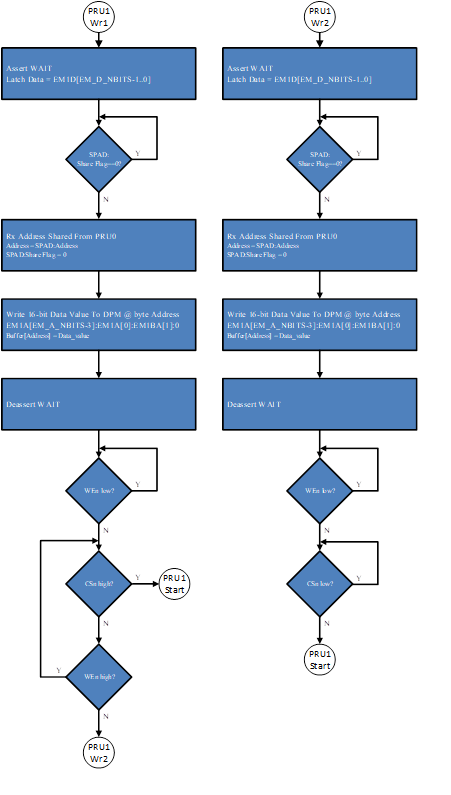 PRU1
Wr1
Assert WAIT
Latch Data = EM1D[EM_D_NBITS-1..0]
SPAD:
Share Flag==0?
Y
N
Rx Address Shared From PRU0
Address = SPAD:Address
SPAD:Share Flag = 0
Write 16-bit Data Value To DPM @ byte Address
EM1A[EM_A_NBITS-3]:EM1A[0]:EM1BA[1]:0
Buffer[Address] = Data_value
Deassert WAIT
WEn low?
Y
N
CSn high?
Y
PRU1
Start
N
WEn high?
Y
N
PRU1
Wr2
PRU1
Wr2
Assert WAIT
Latch Data = EM1D[EM_D_NBITS-1..0]
SPAD:
Share Flag==0?
Y
N
Rx Address Shared From PRU0
Address = SPAD:Address
SPAD:Share Flag = 0
Write 16-bit Data Value To DPM @ byte Address
EM1A[EM_A_NBITS-3]:EM1A[0]:EM1BA[1]:0
Buffer[Address] = Data_value
Deassert WAIT
WEn low?
Y
N
CSn low?
Y
N
PRU1
Start